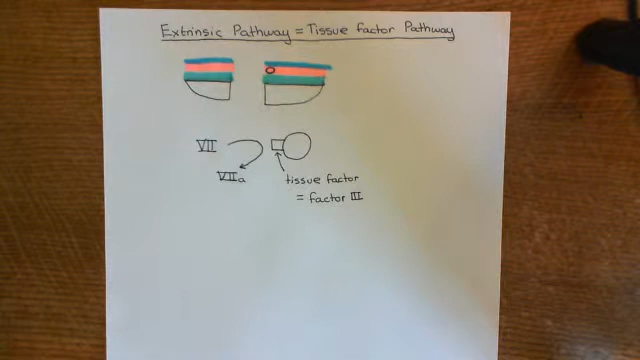 Extrinsic Pathway = Tissue factor Pathway
VII
VIIa
tissue factor
= factor III